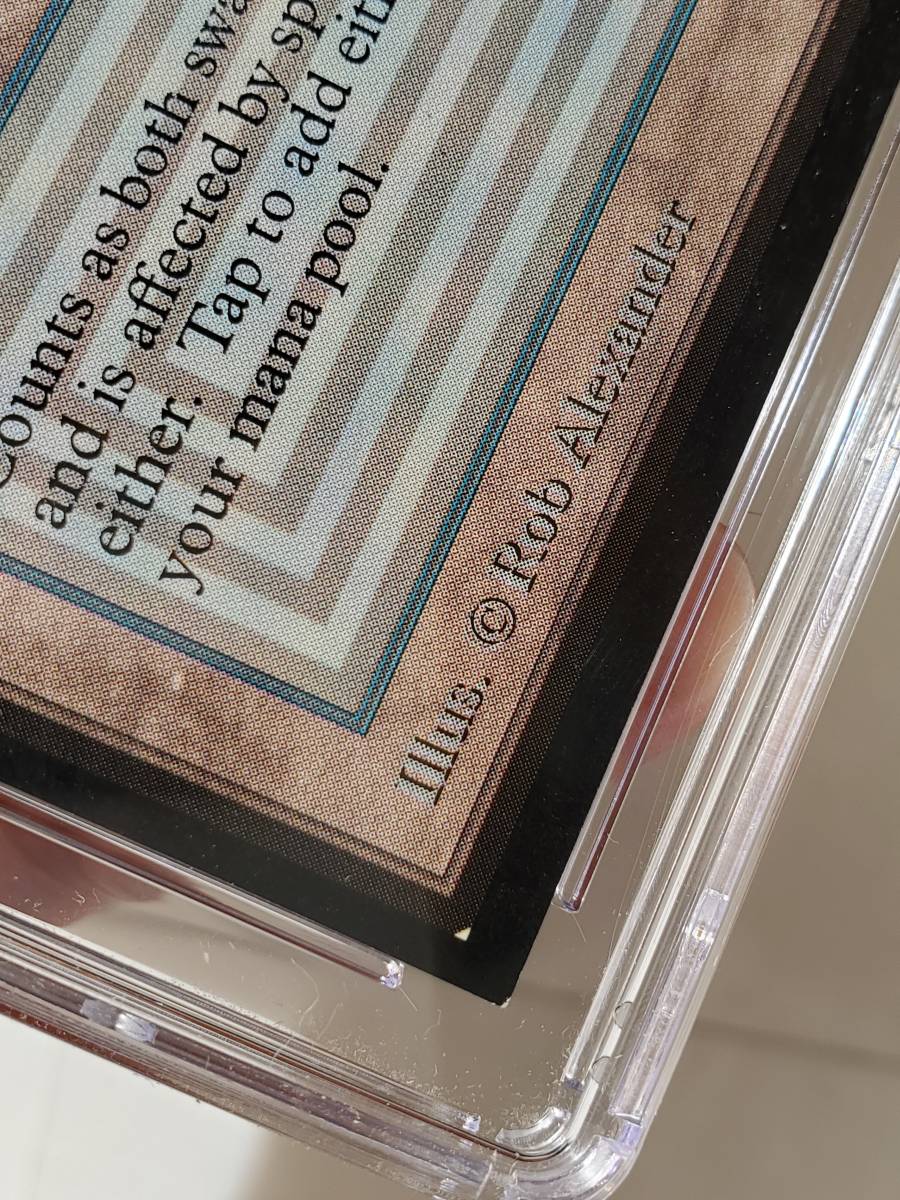 Counts as both swa
and is affected by sp
either. Tap to add eit
your mana pool.
Illus. © Rob Alexander